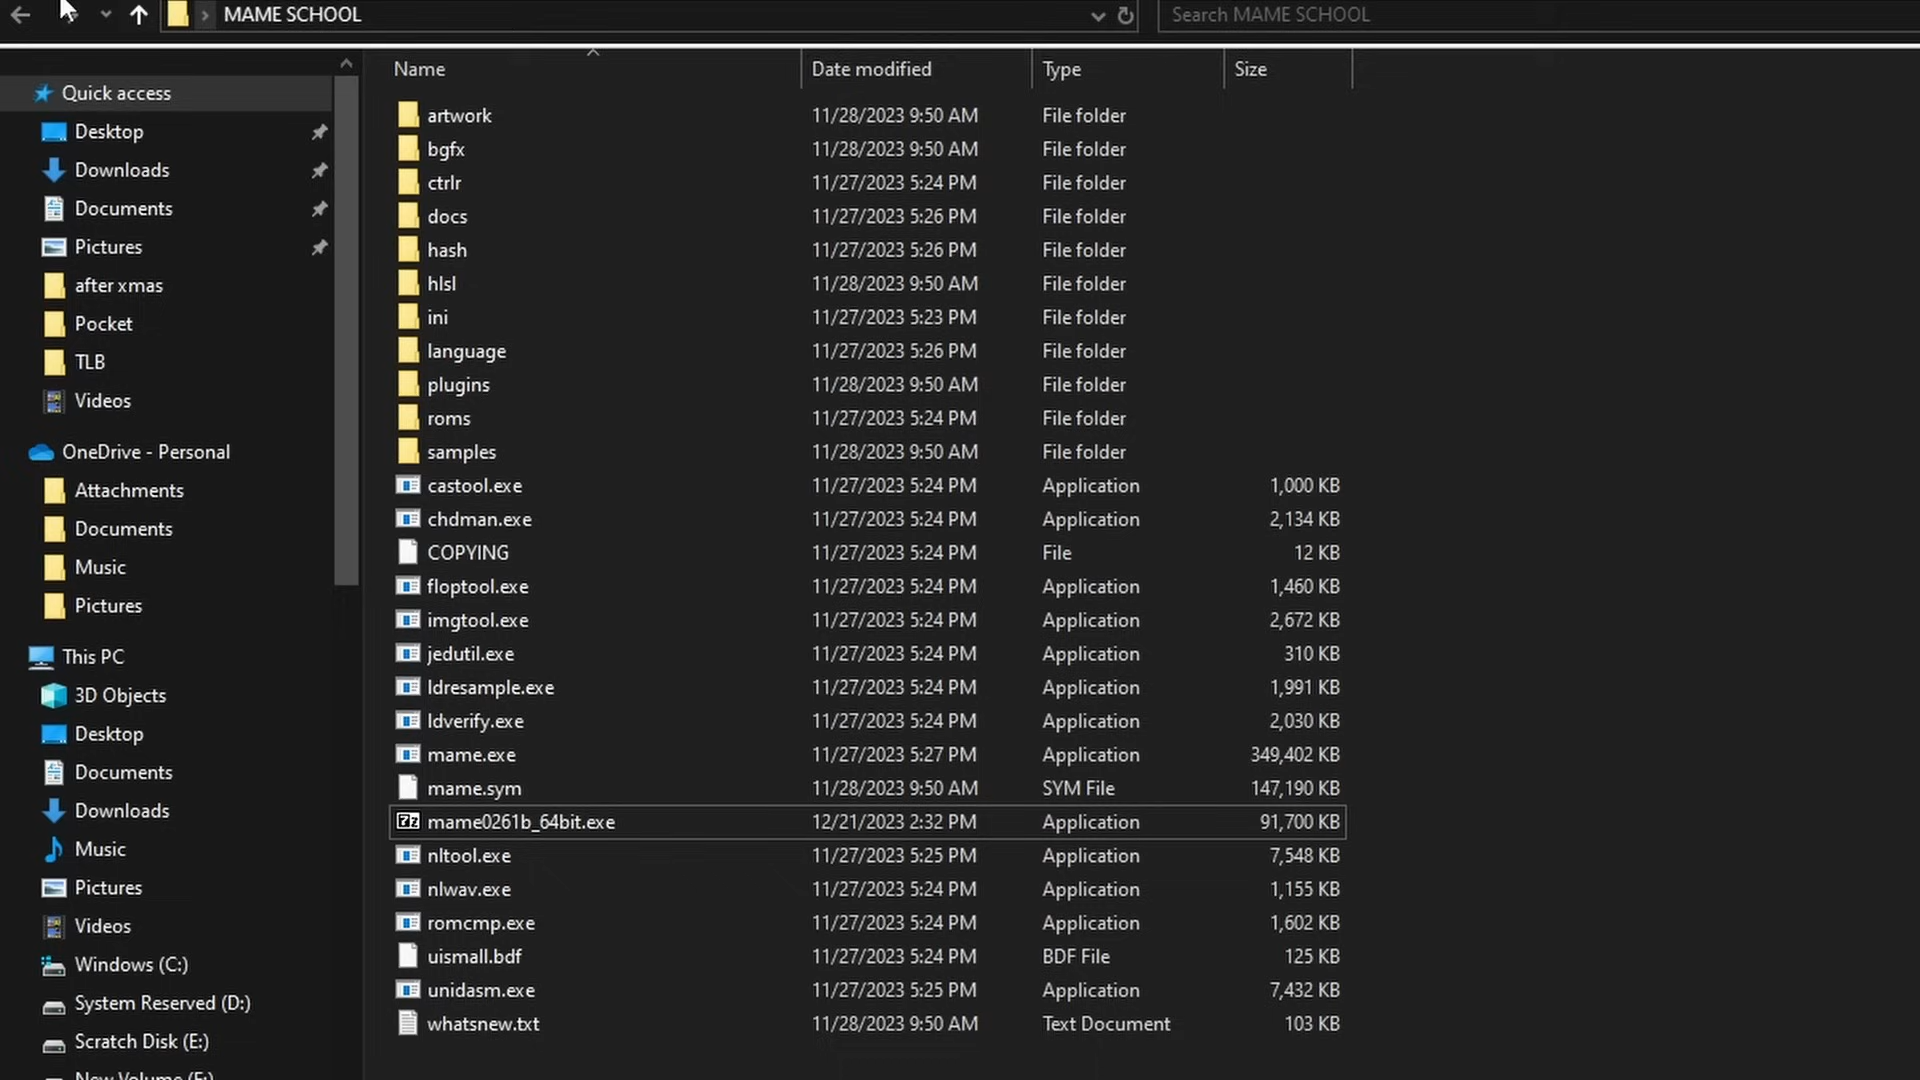 MAME SCHOOL
Search MAME SCHOOL
Name Date modified Type Size
Quick access
Desktop
Downloads
Documents
Pictures
after xmas
Pocket
TLB
Videos
OneDrive - Personal
Attachments
Documents
Music
Pictures
This PC
3D Objects
Desktop
Documents
Downloads
Music
Pictures
Videos
Windows (C:)
System Reserved (D:)
Scratch Disk (E:)
New Volume (F:)
artwork 11/28/2023 9:50 AM File folder
bgfx 11/28/2023 9:50 AM File folder
ctrlr 11/27/2023 5:24 PM File folder
docs 11/27/2023 5:26 PM File folder
hash 11/27/2023 5:26 PM File folder
hlsl 11/28/2023 9:50 AM File folder
ini 11/27/2023 5:23 PM File folder
language 11/27/2023 5:26 PM File folder
plugins 11/28/2023 9:50 AM File folder
roms 11/27/2023 5:24 PM File folder
samples 11/28/2023 9:50 AM File folder
castool.exe 11/27/2023 5:24 PM Application 1,000 KB
chdman.exe 11/27/2023 5:24 PM Application 2,134 KB
COPYING 11/27/2023 5:24 PM File 12 KB
floptool.exe 11/27/2023 5:24 PM Application 1,460 KB
imgtool.exe 11/27/2023 5:24 PM Application 2,672 KB
jedutil.exe 11/27/2023 5:24 PM Application 310 KB
ldresample.exe 11/27/2023 5:24 PM Application 1,991 KB
ldverify.exe 11/27/2023 5:24 PM Application 2,030 KB
mame.exe 11/27/2023 5:27 PM Application 349,402 KB
mame.sym 11/28/2023 9:50 AM SYM File 147,190 KB
7z mame0261b_64bit.exe 12/21/2023 2:32 PM Application 91,700 KB
nltool.exe 11/27/2023 5:25 PM Application 7,548 KB
nlwav.exe 11/27/2023 5:24 PM Application 1,155 KB
romcmp.exe 11/27/2023 5:24 PM Application 1,602 KB
uismall.bdf 11/27/2023 5:24 PM BDF File 125 KB
unidasm.exe 11/27/2023 5:25 PM Application 7,432 KB
whatsnew.txt 11/28/2023 9:50 AM Text Document 103 KB